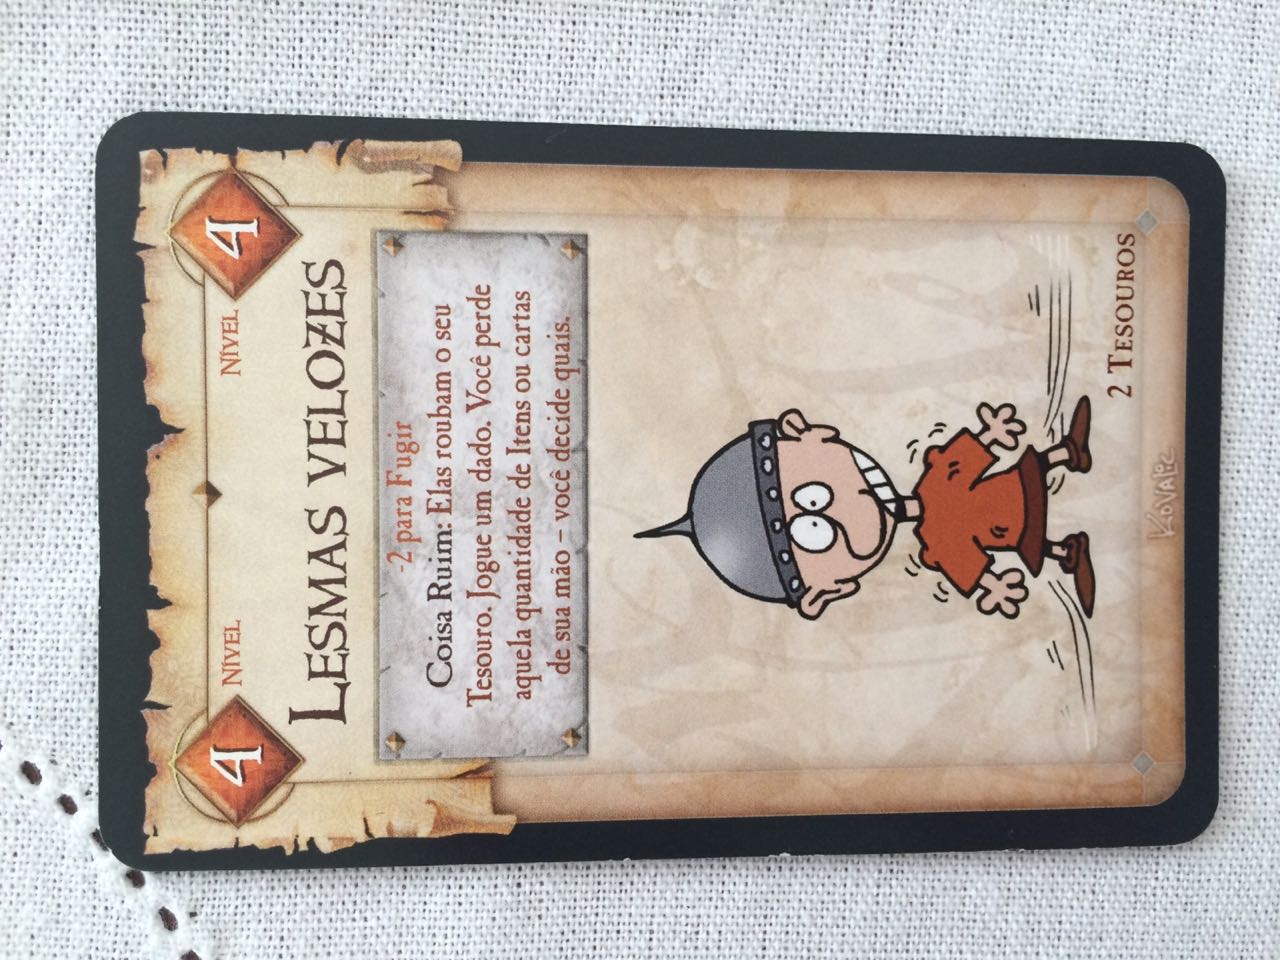 4 NÍVEL NÍVEL 4
LESMAS VELOZES
-2 para Fugir
Coisa Ruim: Elas roubam o seu
Tesouro. Jogue um dado. Você perde
aquela quantidade de Itens ou cartas
de sua mão – você decide quais.
2 TESOUROS
KOVALIC